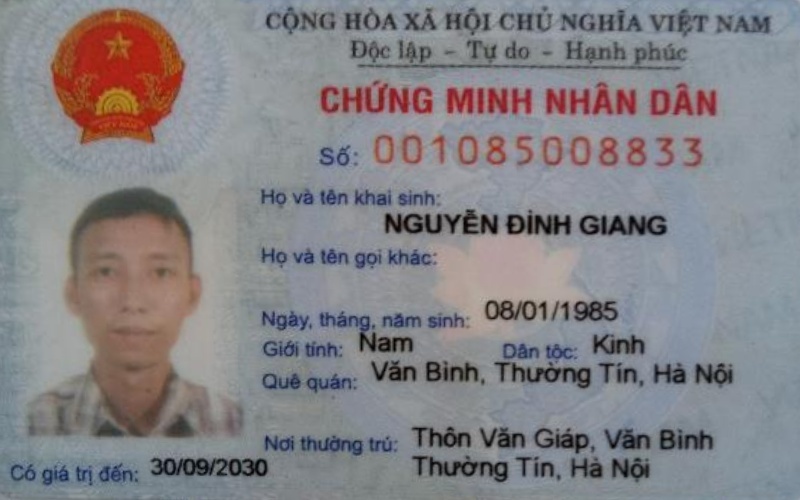 CỘNG HÒA XÃ HỘI CHỦ NGHĨA VIỆT NAM
Độc lập - Tự do - Hạnh phúc
CHỨNG MINH NHÂN DÂN
Số: 001085008833
Họ và tên khai sinh:
NGUYỄN ĐÌNH GIANG
Họ và tên gọi khác:
Ngày, tháng, năm sinh: 08/01/1985
Giới tính: Nam Dân tộc: Kinh
Quê quán: Văn Bình, Thường Tín, Hà Nội
Nơi thường trú: Thôn Văn Giáp, Văn Bình
Thường Tín, Hà Nội
Có giá trị đến: 30/09/2030